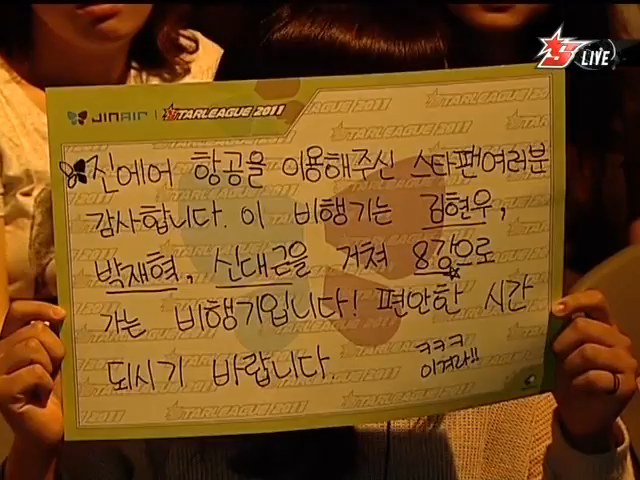 S LIVE
JINAIR | STARLEAGUE 2011
진에어 항공을 이용해주신 스타팬여러분
감사합니다. 이 비행기는 김현우,
박재혁, 신대근을 거쳐 8강으로
가는 비행기입니다! 편안한 시간
되시기 바랍니다.
ㅋㅋㅋ
이겨라!!